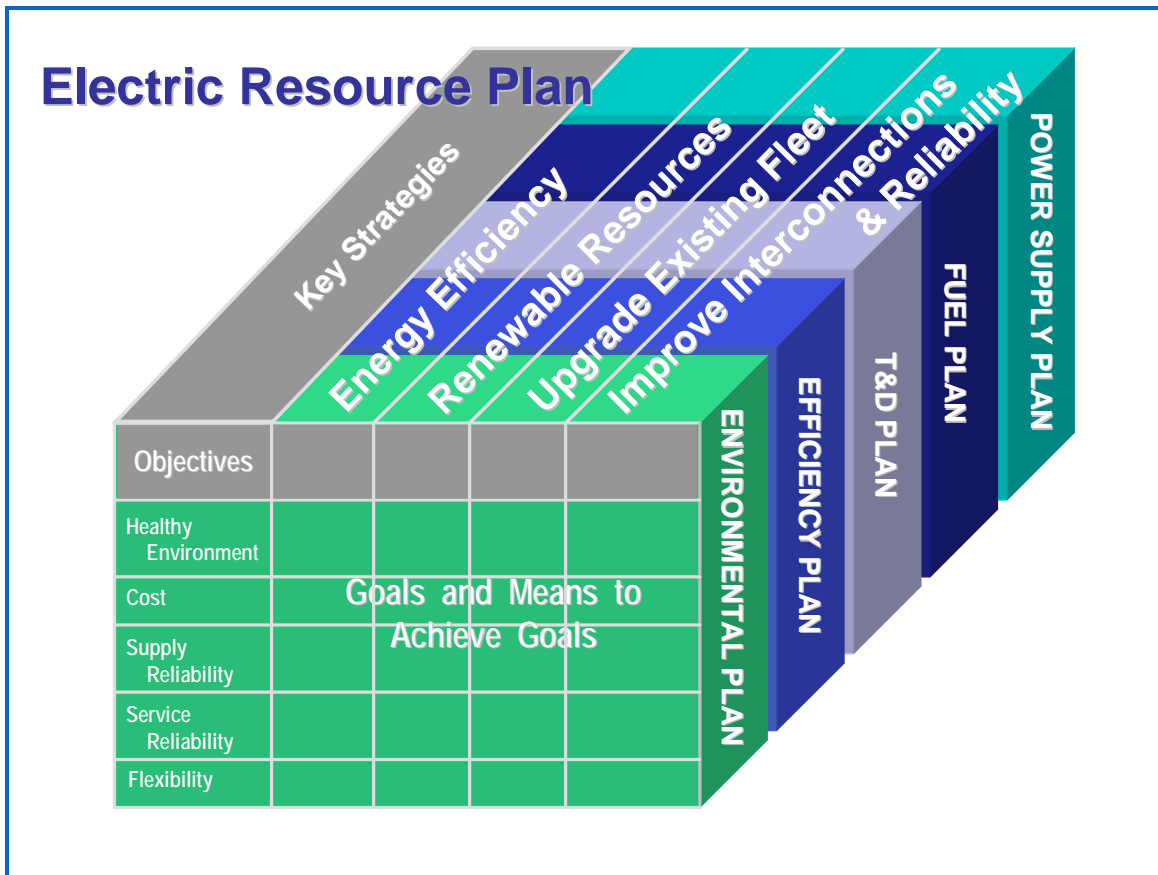 Electric Resource Plan
Key Strategies
Energy Efficiency
Renewable Resources
Upgrade Existing Fleet
Improve Interconnections
& Reliability
Objectives
Healthy
Environment
Cost
Supply
Reliability
Service
Reliability
Flexibility
Goals and Means to
Achieve Goals
ENVIRONMENTAL PLAN
EFFICIENCY PLAN
T&D PLAN
FUEL PLAN
POWER SUPPLY PLAN